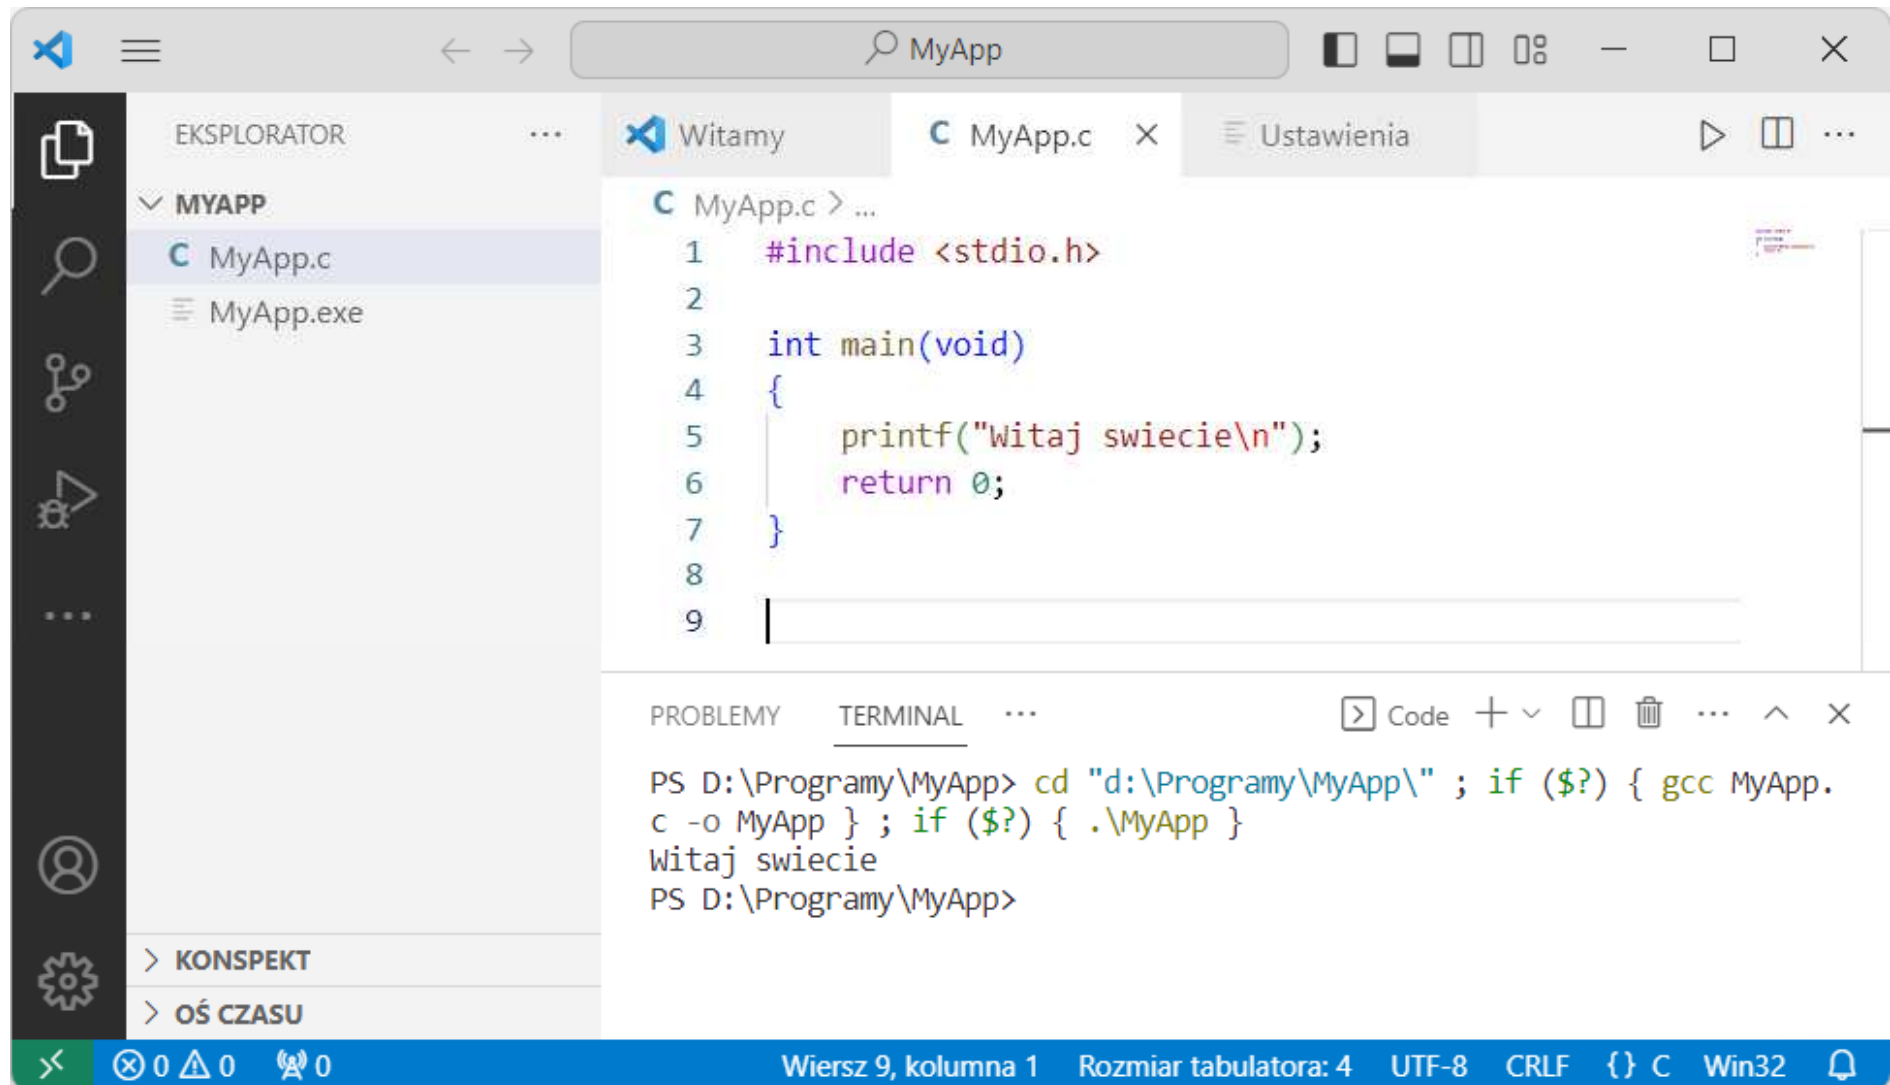 MyApp
EKSPLORATOR
MYAPP
C MyApp.c
MyApp.exe
KONSPEKT
OŚ CZASU
Witamy
C MyApp.c
Ustawienia
C MyApp.c > ...
1 #include <stdio.h>
2
3 int main(void)
4 {
5 printf("Witaj swiecie\n");
6 return 0;
7 }
8
9
PROBLEMY TERMINAL ··· Code
PS D:\Programy\MyApp> cd "d:\Programy\MyApp\" ; if ($?) { gcc MyApp.
c -o MyApp } ; if ($?) { .\MyApp }
Witaj swiecie
PS D:\Programy\MyApp>
0 0 0 Wiersz 9, kolumna 1 Rozmiar tabulatora: 4 UTF-8 CRLF {} C Win32